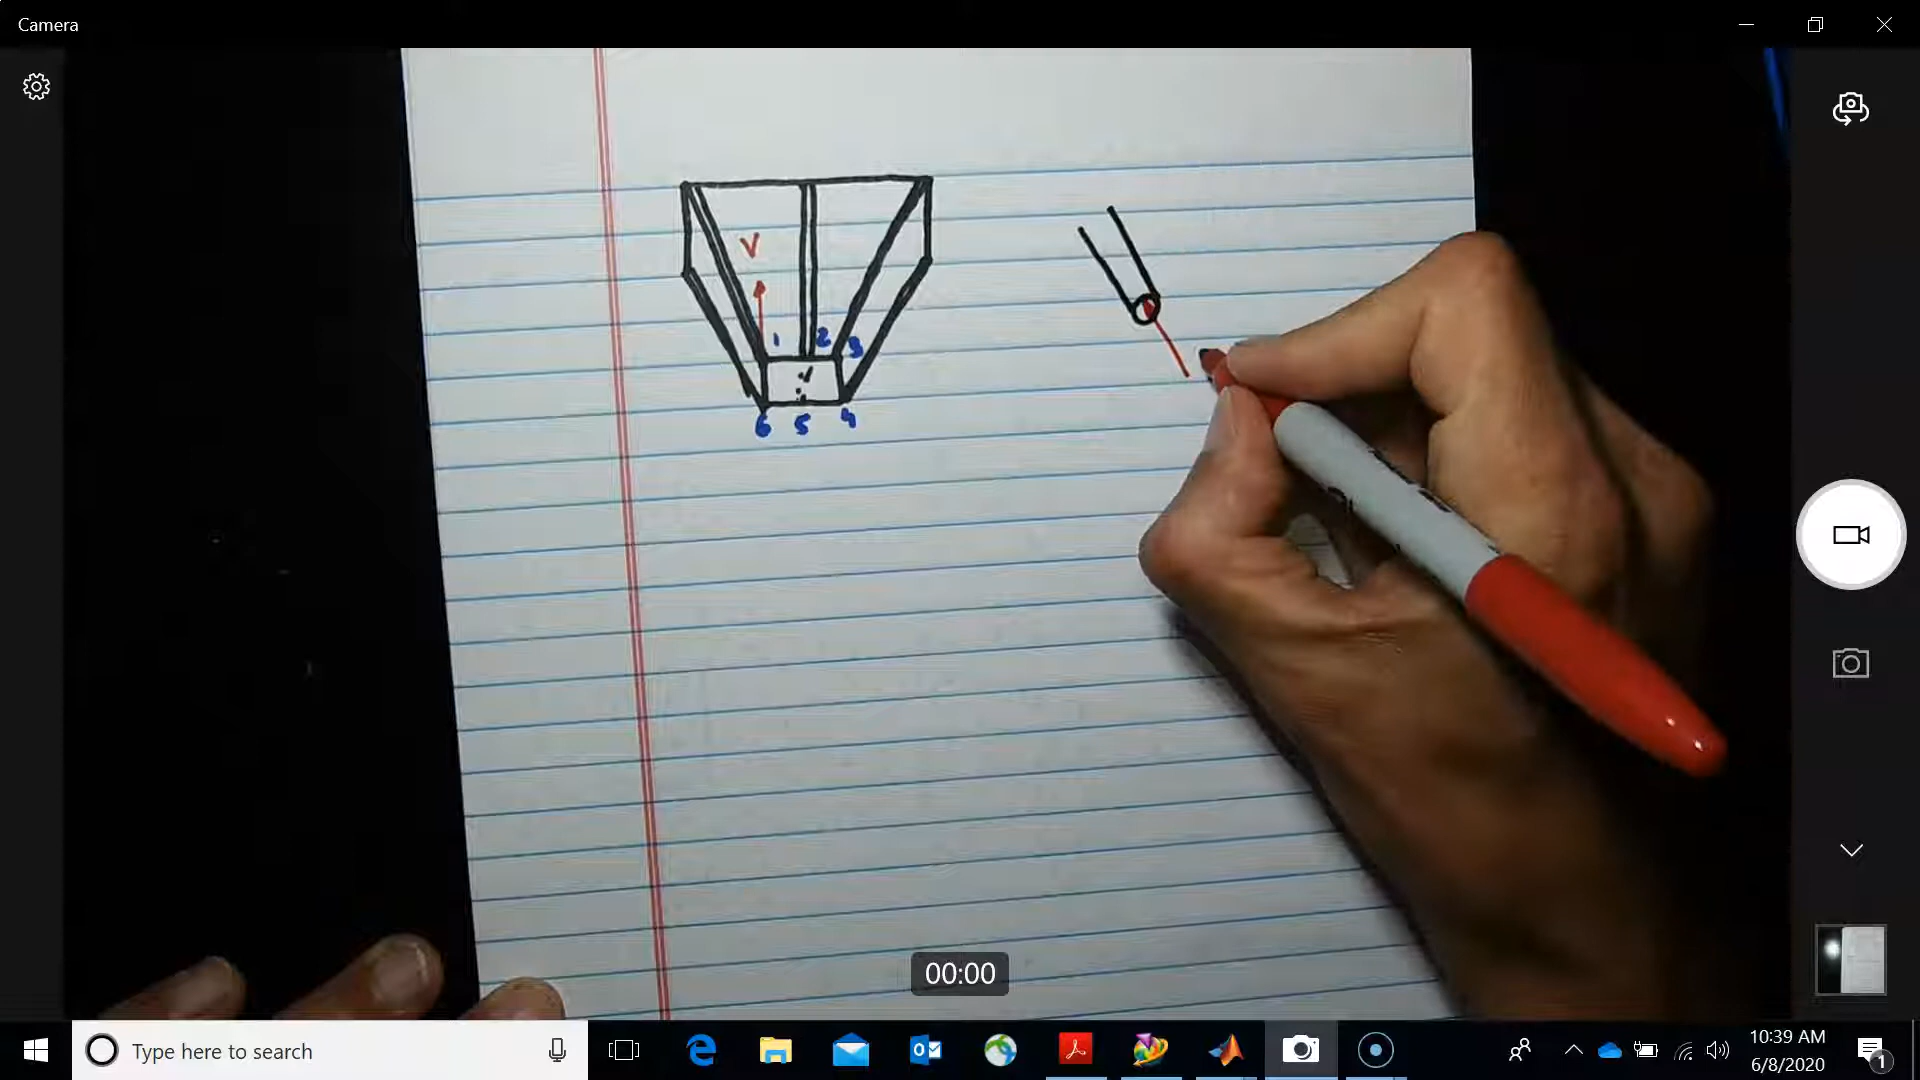 Camera
V
1 2 3
6 5 4
00:00
Type here to search
10:39 AM
6/8/2020
1